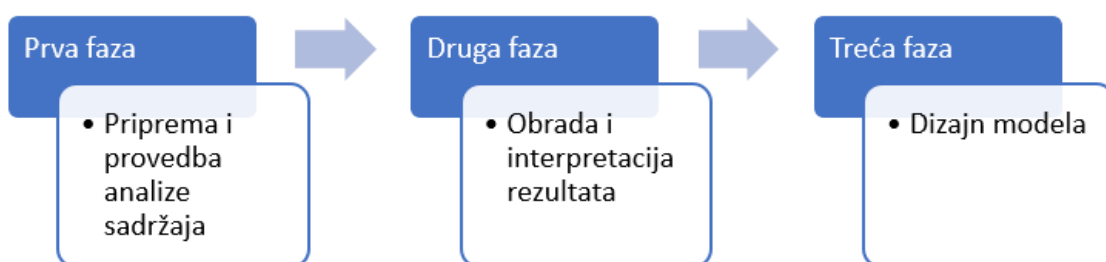 Prva faza
• Priprema i
provedba
analize
sadržaja
Druga faza
• Obrada i
interpretacija
rezultata
Treća faza
• Dizajn modela